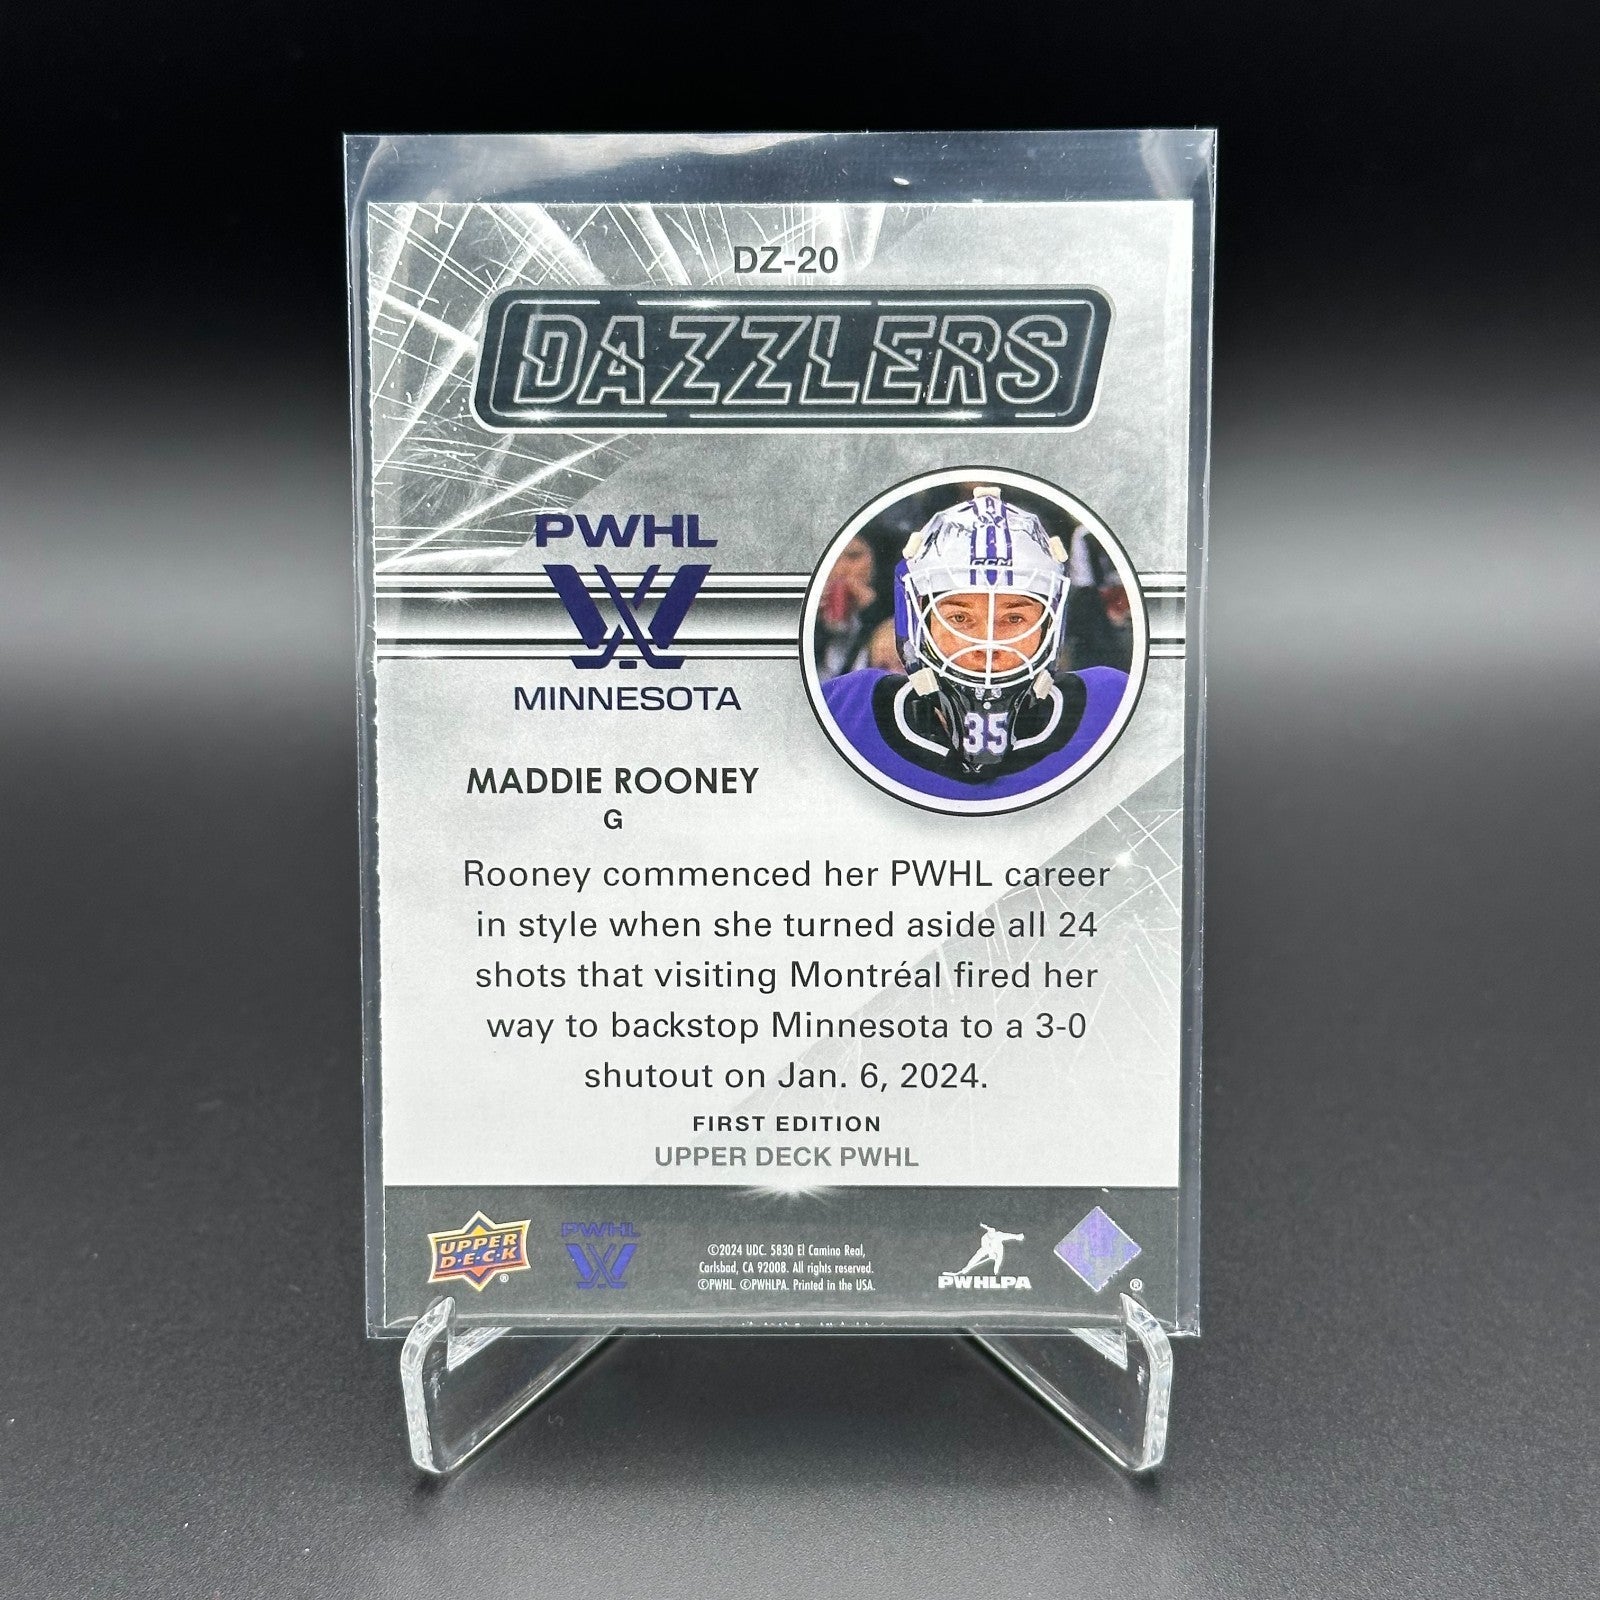 DZ-20
DAZZLERS
PWHL
MINNESOTA
CCM
35
MADDIE ROONEY
G
Rooney commenced her PWHL career
in style when she turned aside all 24
shots that visiting Montréal fired her
way to backstop Minnesota to a 3-0
shutout on Jan. 6, 2024.
FIRST EDITION
UPPER DECK PWHL
UPPER
D·E·C·K
®
PWHL
©2024 UDC. 5830 El Camino Real,
Carlsbad, CA 92008. All rights reserved.
©PWHL. ©PWHLPA. Printed in the USA.
PWHLPA
®